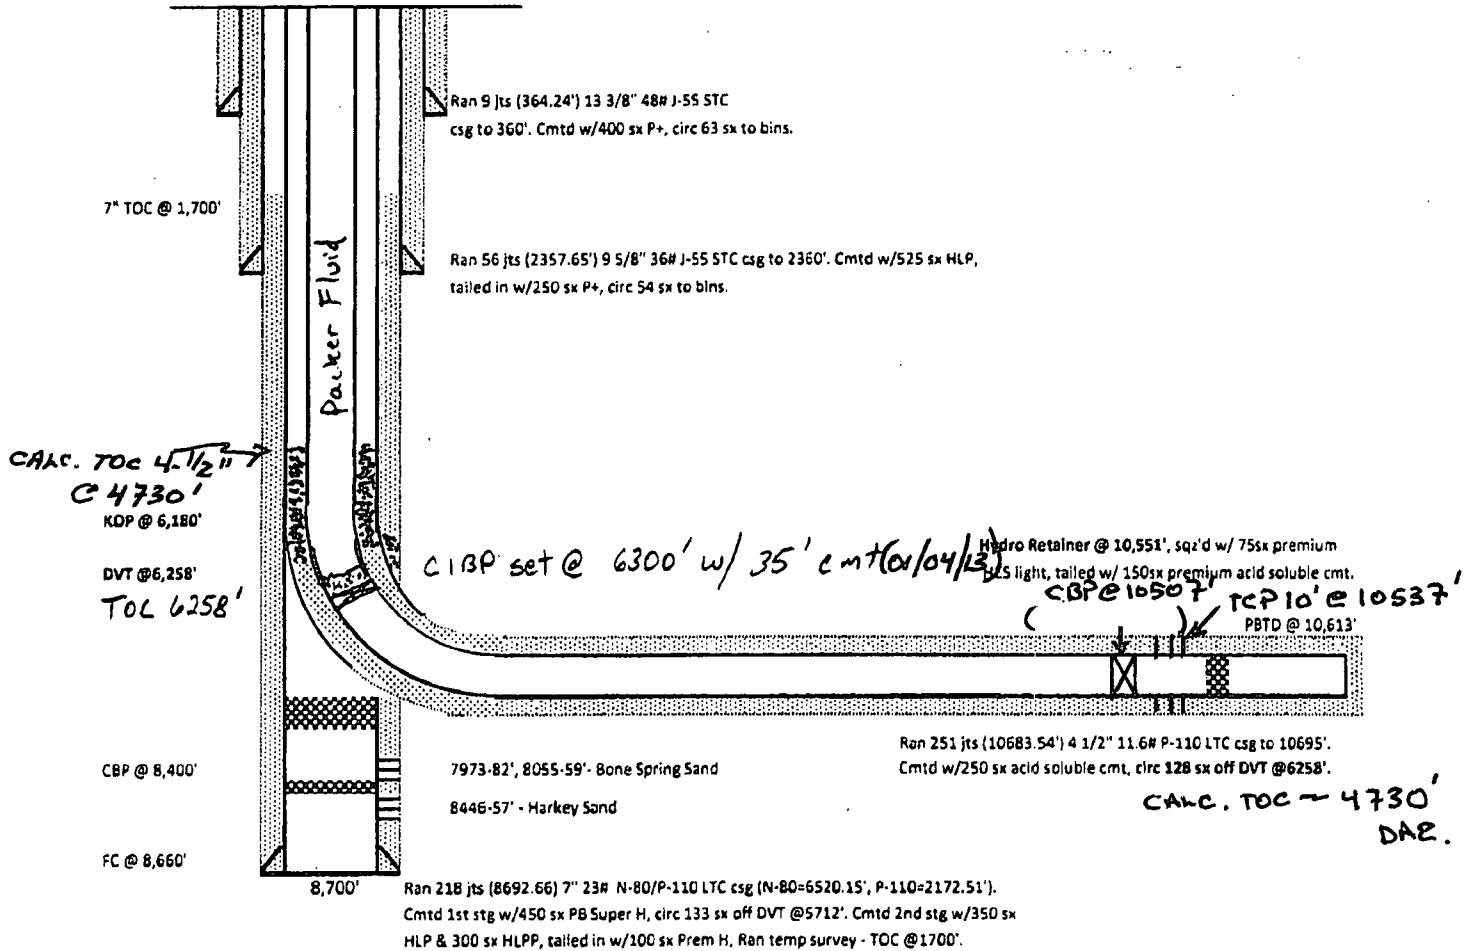 Ran 9 jts (364.24') 13 3/8" 48# J-55 STC
csg to 360'. Cmtd w/400 sx P+, circ 63 sx to bins.
7" TOC @ 1,700'
Ran 56 jts (2357.65') 9 5/8" 36# J-55 STC csg to 2360'. Cmtd w/525 sx HLP,
tailed in w/250 sx P+, circ 54 sx to bins.
Packer Fluid
CALC. TOC 4-1/2"
@ 4730'
KOP @ 6,180'
DVT @6,258'
TOL 6258'
CIBP set @ 6300' w/ 35' cmt (01/04/13)
Hydro Retainer @ 10,551', sqz'd w/ 75sx premium
HLS light, tailed w/ 150sx premium acid soluble cmt.
(CBP @ 10507')
TCP 10' @ 10537'
PBTD @ 10,613'
Ran 251 jts (10683.54') 4 1/2" 11.6# P-110 LTC csg to 10695'.
Cmtd w/250 sx acid soluble cmt, circ 128 sx off DVT @6258'.
CALC. TOC ~ 4730'
CBP @ 8,400'
7973-82', 8055-59'- Bone Spring Sand
8446-57' - Harkey Sand
FC @ 8,660'
8,700'
Ran 218 jts (8692.66) 7" 23# N-80/P-110 LTC csg (N-80=6520.15', P-110=2172.51').
Cmtd 1st stg w/450 sx PB Super H, circ 133 sx off DVT @5712'. Cmtd 2nd stg w/350 sx
HLP & 300 sx HLPP, tailed in w/100 sx Prem H, Ran temp survey - TOC @1700'.